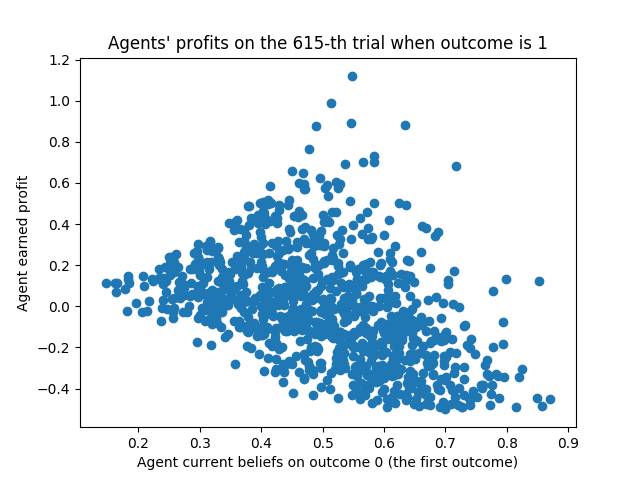 Agents' profits on the 615-th trial when outcome is 1
1.2
1.0
0.8
0.6
0.4
0.2
0.0
−0.2
−0.4
Agent earned profit
0.2 0.3 0.4 0.5 0.6 0.7 0.8 0.9
Agent current beliefs on outcome 0 (the first outcome)